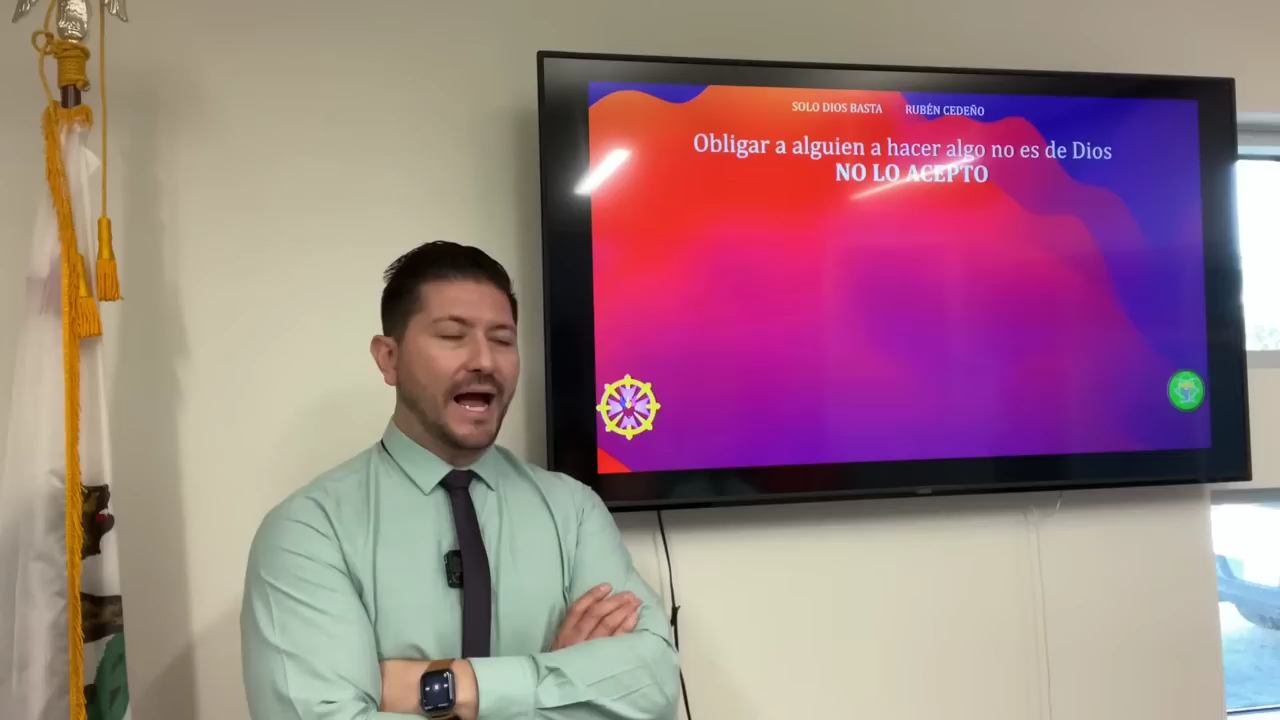 SOLO DIOS BASTA RUBÉN CEDEÑO
Obligar a alguien a hacer algo no es de Dios
NO LO ACEPTO